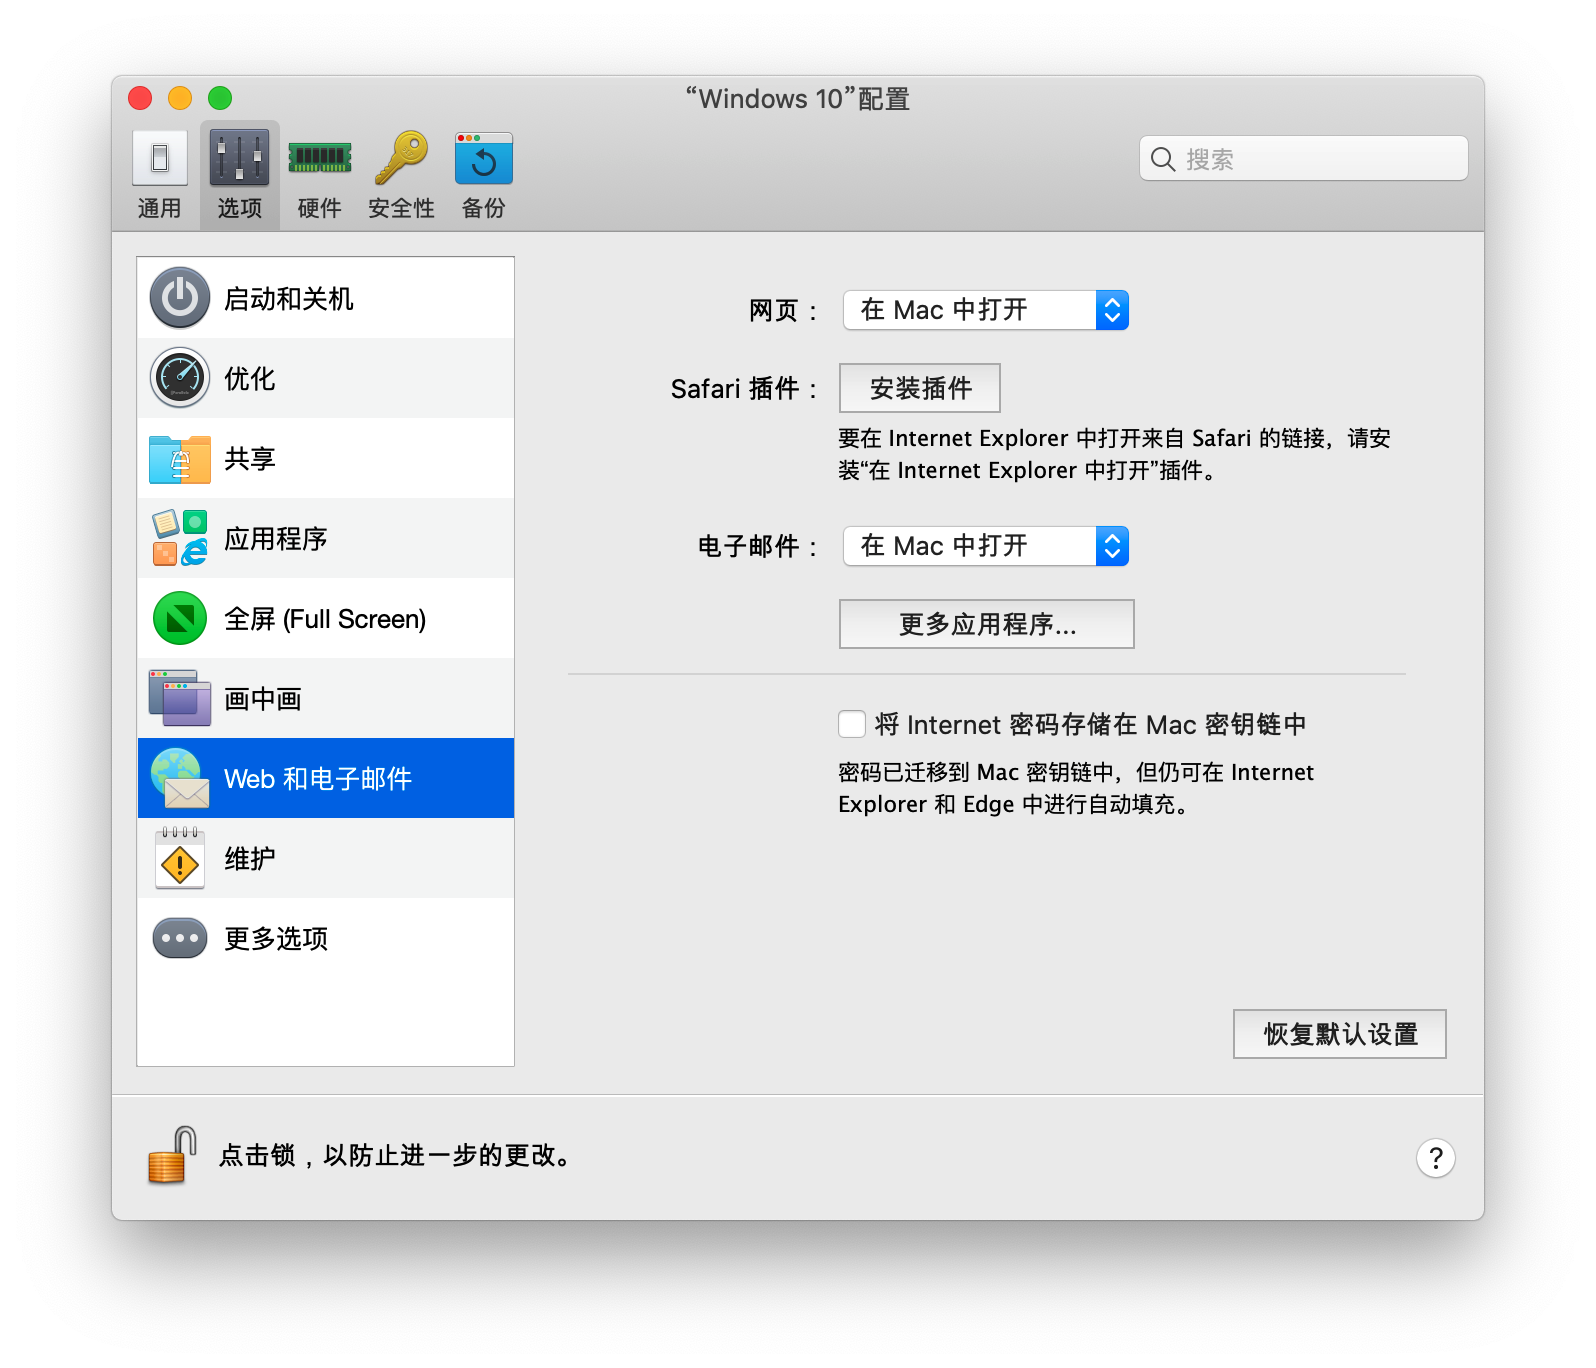 “Windows 10”配置
通用
选项
硬件
安全性
备份
搜索
启动和关机
优化
共享
应用程序
全屏 (Full Screen)
画中画
Web 和电子邮件
维护
更多选项
网页：
在 Mac 中打开
Safari 插件：
安装插件
要在 Internet Explorer 中打开来自 Safari 的链接，请安
装“在 Internet Explorer 中打开”插件。
电子邮件：
在 Mac 中打开
更多应用程序...
将 Internet 密码存储在 Mac 密钥链中
密码已迁移到 Mac 密钥链中，但仍可在 Internet
Explorer 和 Edge 中进行自动填充。
恢复默认设置
点击锁，以防止进一步的更改。
?